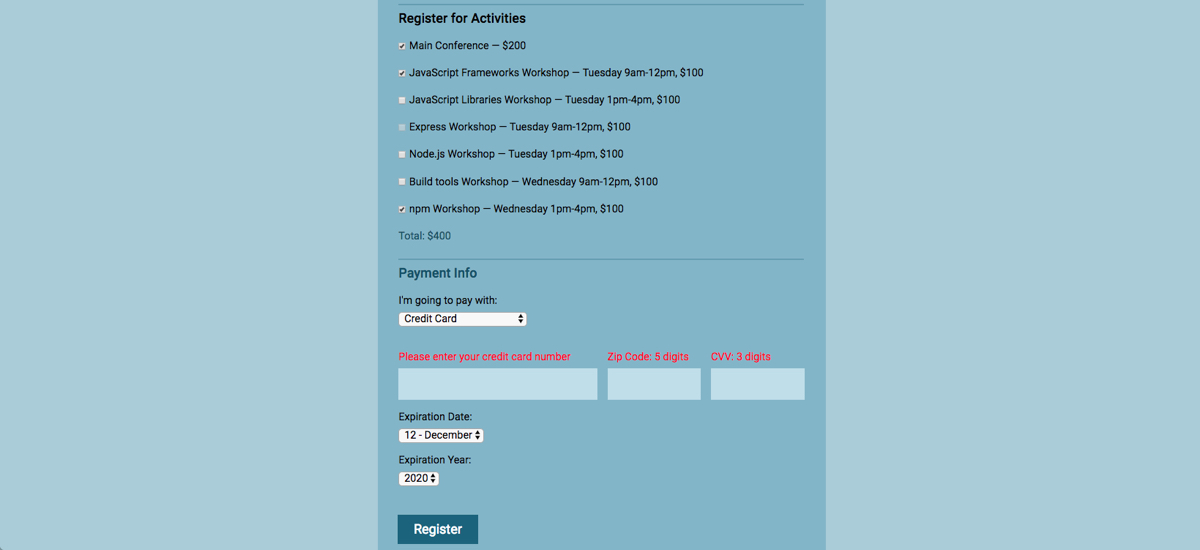 Register for Activities
Main Conference — $200
JavaScript Frameworks Workshop — Tuesday 9am-12pm, $100
JavaScript Libraries Workshop — Tuesday 1pm-4pm, $100
Express Workshop — Tuesday 9am-12pm, $100
Node.js Workshop — Tuesday 1pm-4pm, $100
Build tools Workshop — Wednesday 9am-12pm, $100
npm Workshop — Wednesday 1pm-4pm, $100
Total: $400
Payment Info
I'm going to pay with:
Credit Card
Please enter your credit card number Zip Code: 5 digits CVV: 3 digits
Expiration Date:
12 - December
Expiration Year:
2020
Register